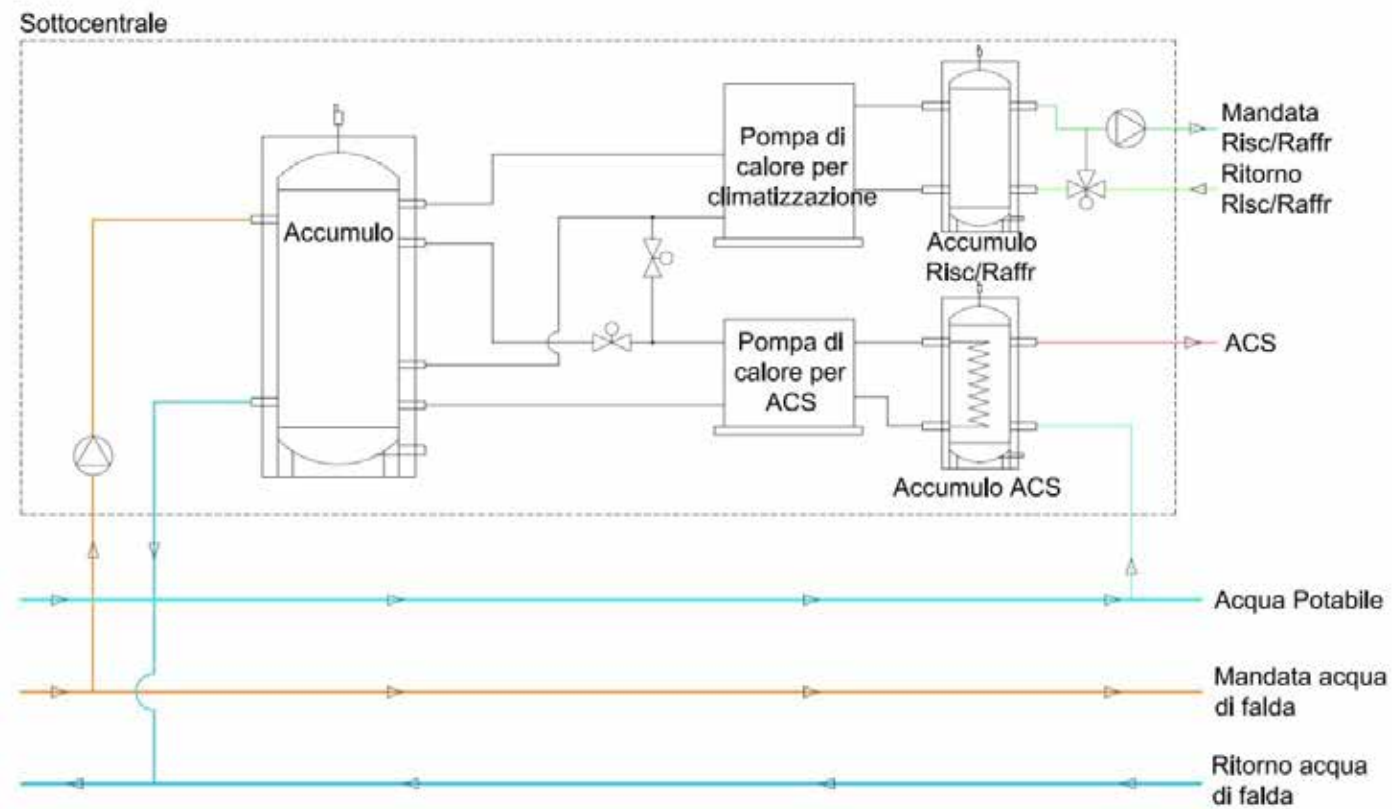 Sottocentrale
Accumulo
Pompa di
calore per
climatizzazione
Accumulo
Risc/Raffr
Mandata
Risc/Raffr
Ritorno
Risc/Raffr
Pompa di
calore per
ACS
ACS
Accumulo ACS
Acqua Potabile
Mandata acqua
di falda
Ritorno acqua
di falda